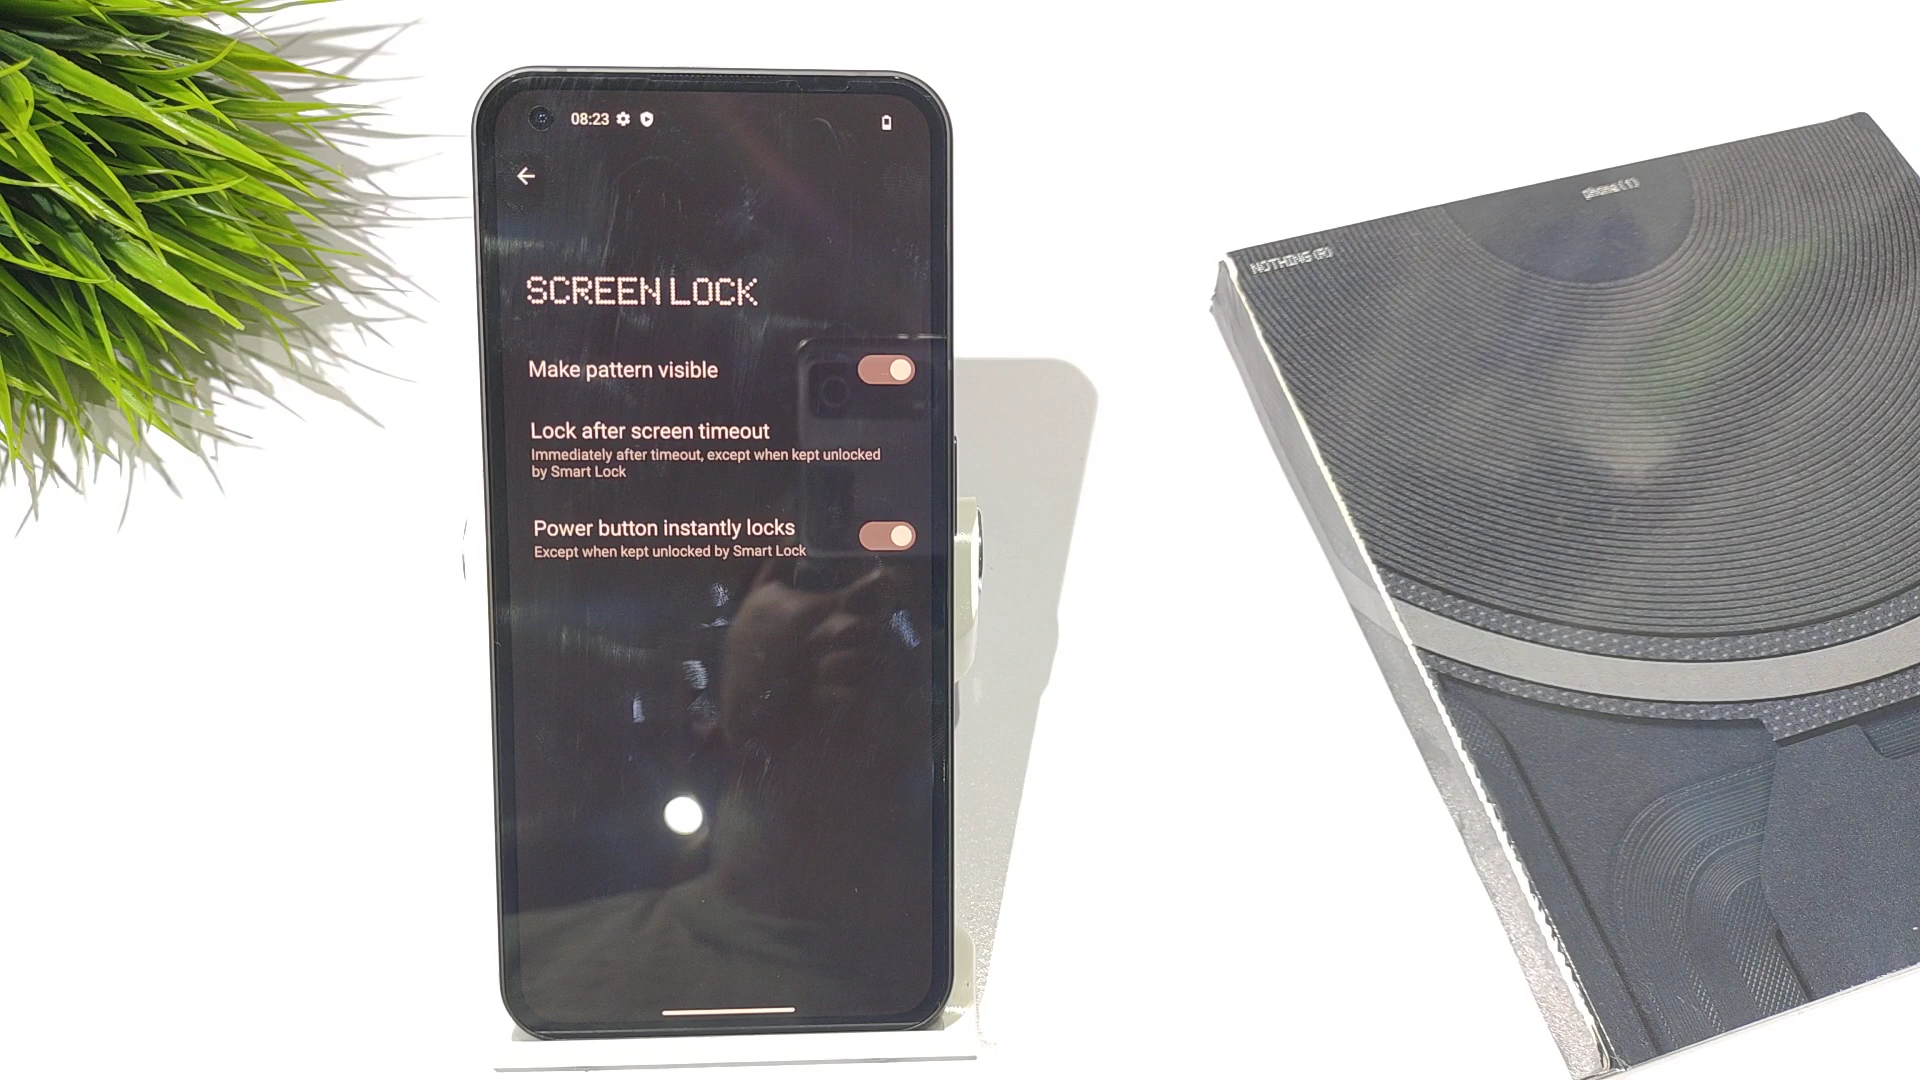 08:23
SCREEN LOCK
Make pattern visible
Lock after screen timeout
Immediately after timeout, except when kept unlocked
by Smart Lock
Power button instantly locks
Except when kept unlocked by Smart Lock
phone (1)
NOTHING (R)